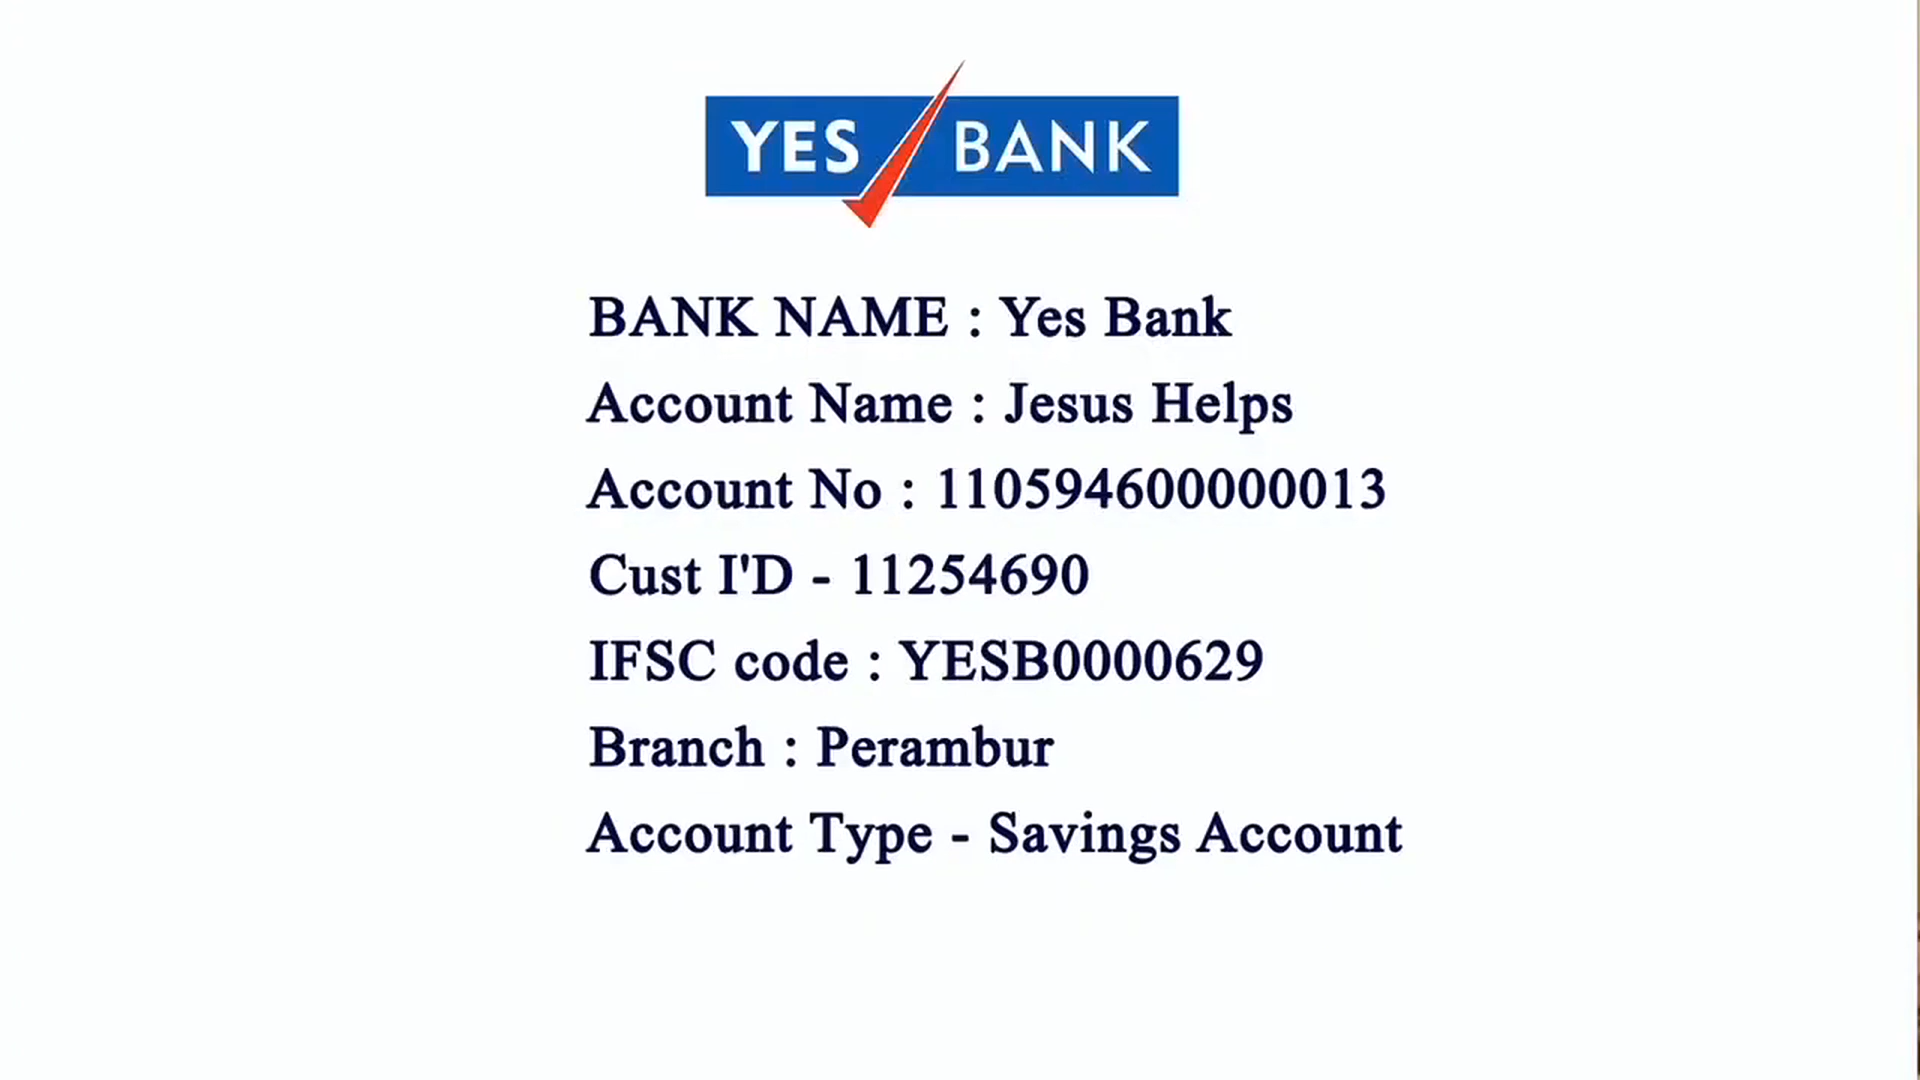 YES BANK
BANK NAME : Yes Bank
Account Name : Jesus Helps
Account No : 110594600000013
Cust I'D - 11254690
IFSC code : YESB0000629
Branch : Perambur
Account Type - Savings Account